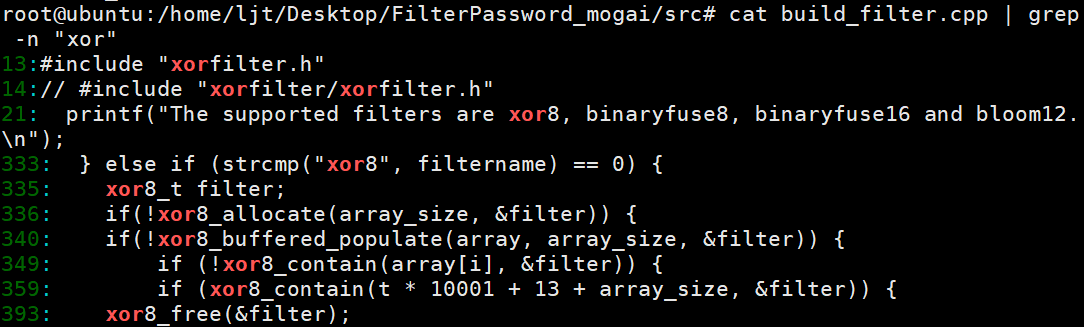 root@ubuntu:/home/ljt/Desktop/FilterPassword_mogai/src# cat build_filter.cpp | grep
 -n "xor"
13:#include "xorfilter.h"
14:// #include "xorfilter/xorfilter.h"
21:  printf("The supported filters are xor8, binaryfuse8, binaryfuse16 and bloom12.
\n");
333:  } else if (strcmp("xor8", filtername) == 0) {
335:    xor8_t filter;
336:    if(!xor8_allocate(array_size, &filter)) {
340:    if(!xor8_buffered_populate(array, array_size, &filter)) {
349:        if (!xor8_contain(array[i], &filter)) {
359:        if (xor8_contain(t * 10001 + 13 + array_size, &filter)) {
393:    xor8_free(&filter);